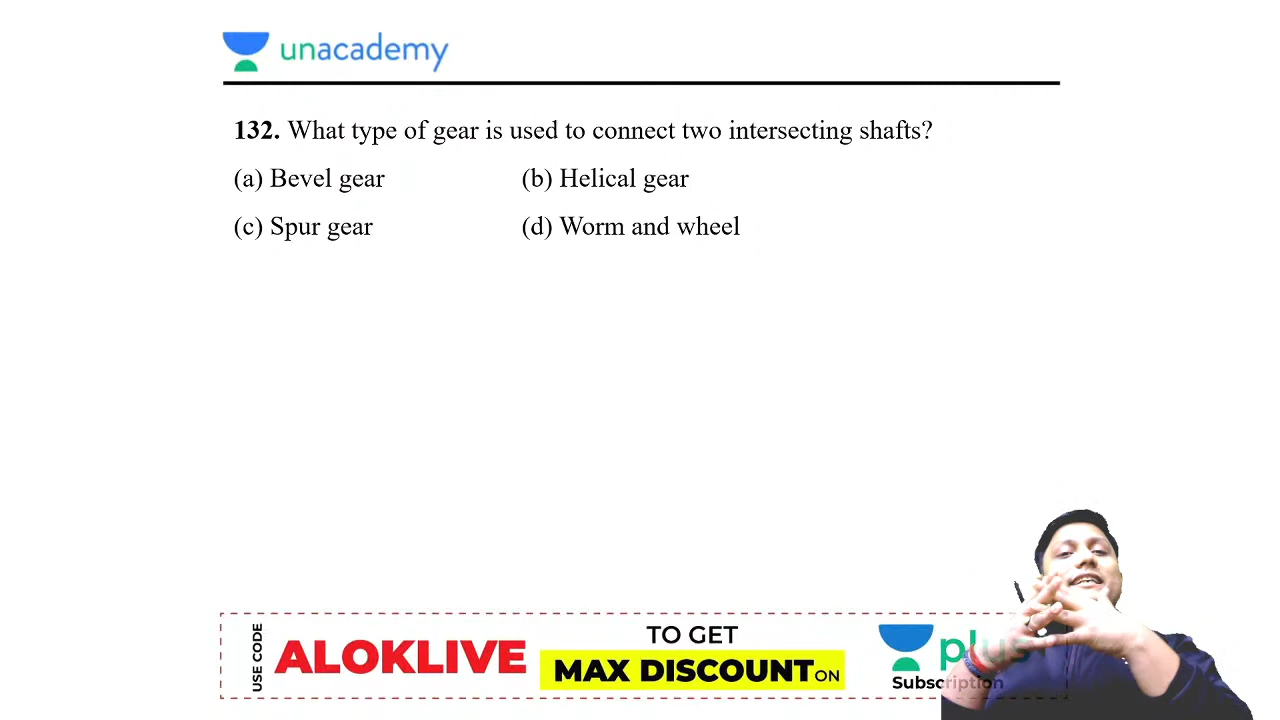 unacademy
132. What type of gear is used to connect two intersecting shafts?
(a) Bevel gear (b) Helical gear
(c) Spur gear (d) Worm and wheel
USE CODE
ALOKLIVE
TO GET
MAX DISCOUNT ON
plus
Subscription